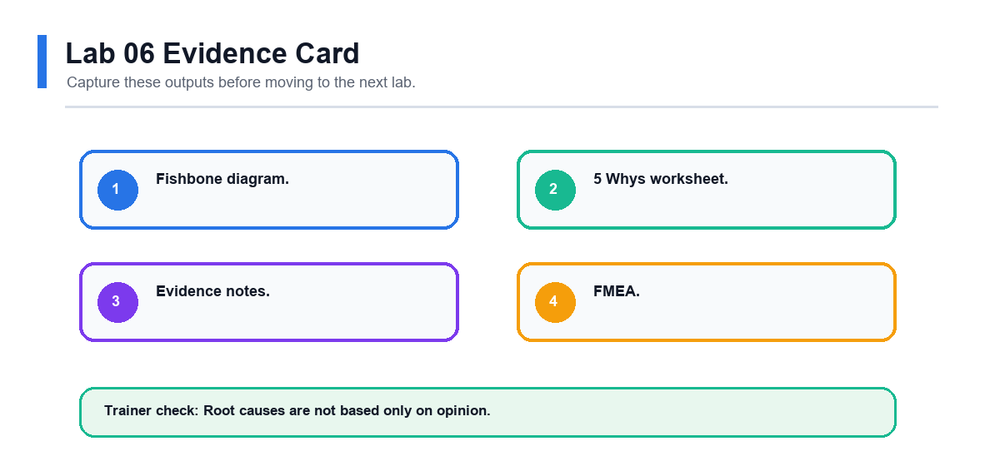 Lab 06 Evidence Card
Capture these outputs before moving to the next lab.
1
Fishbone diagram.
2
5 Whys worksheet.
3
Evidence notes.
4
FMEA.
Trainer check: Root causes are not based only on opinion.